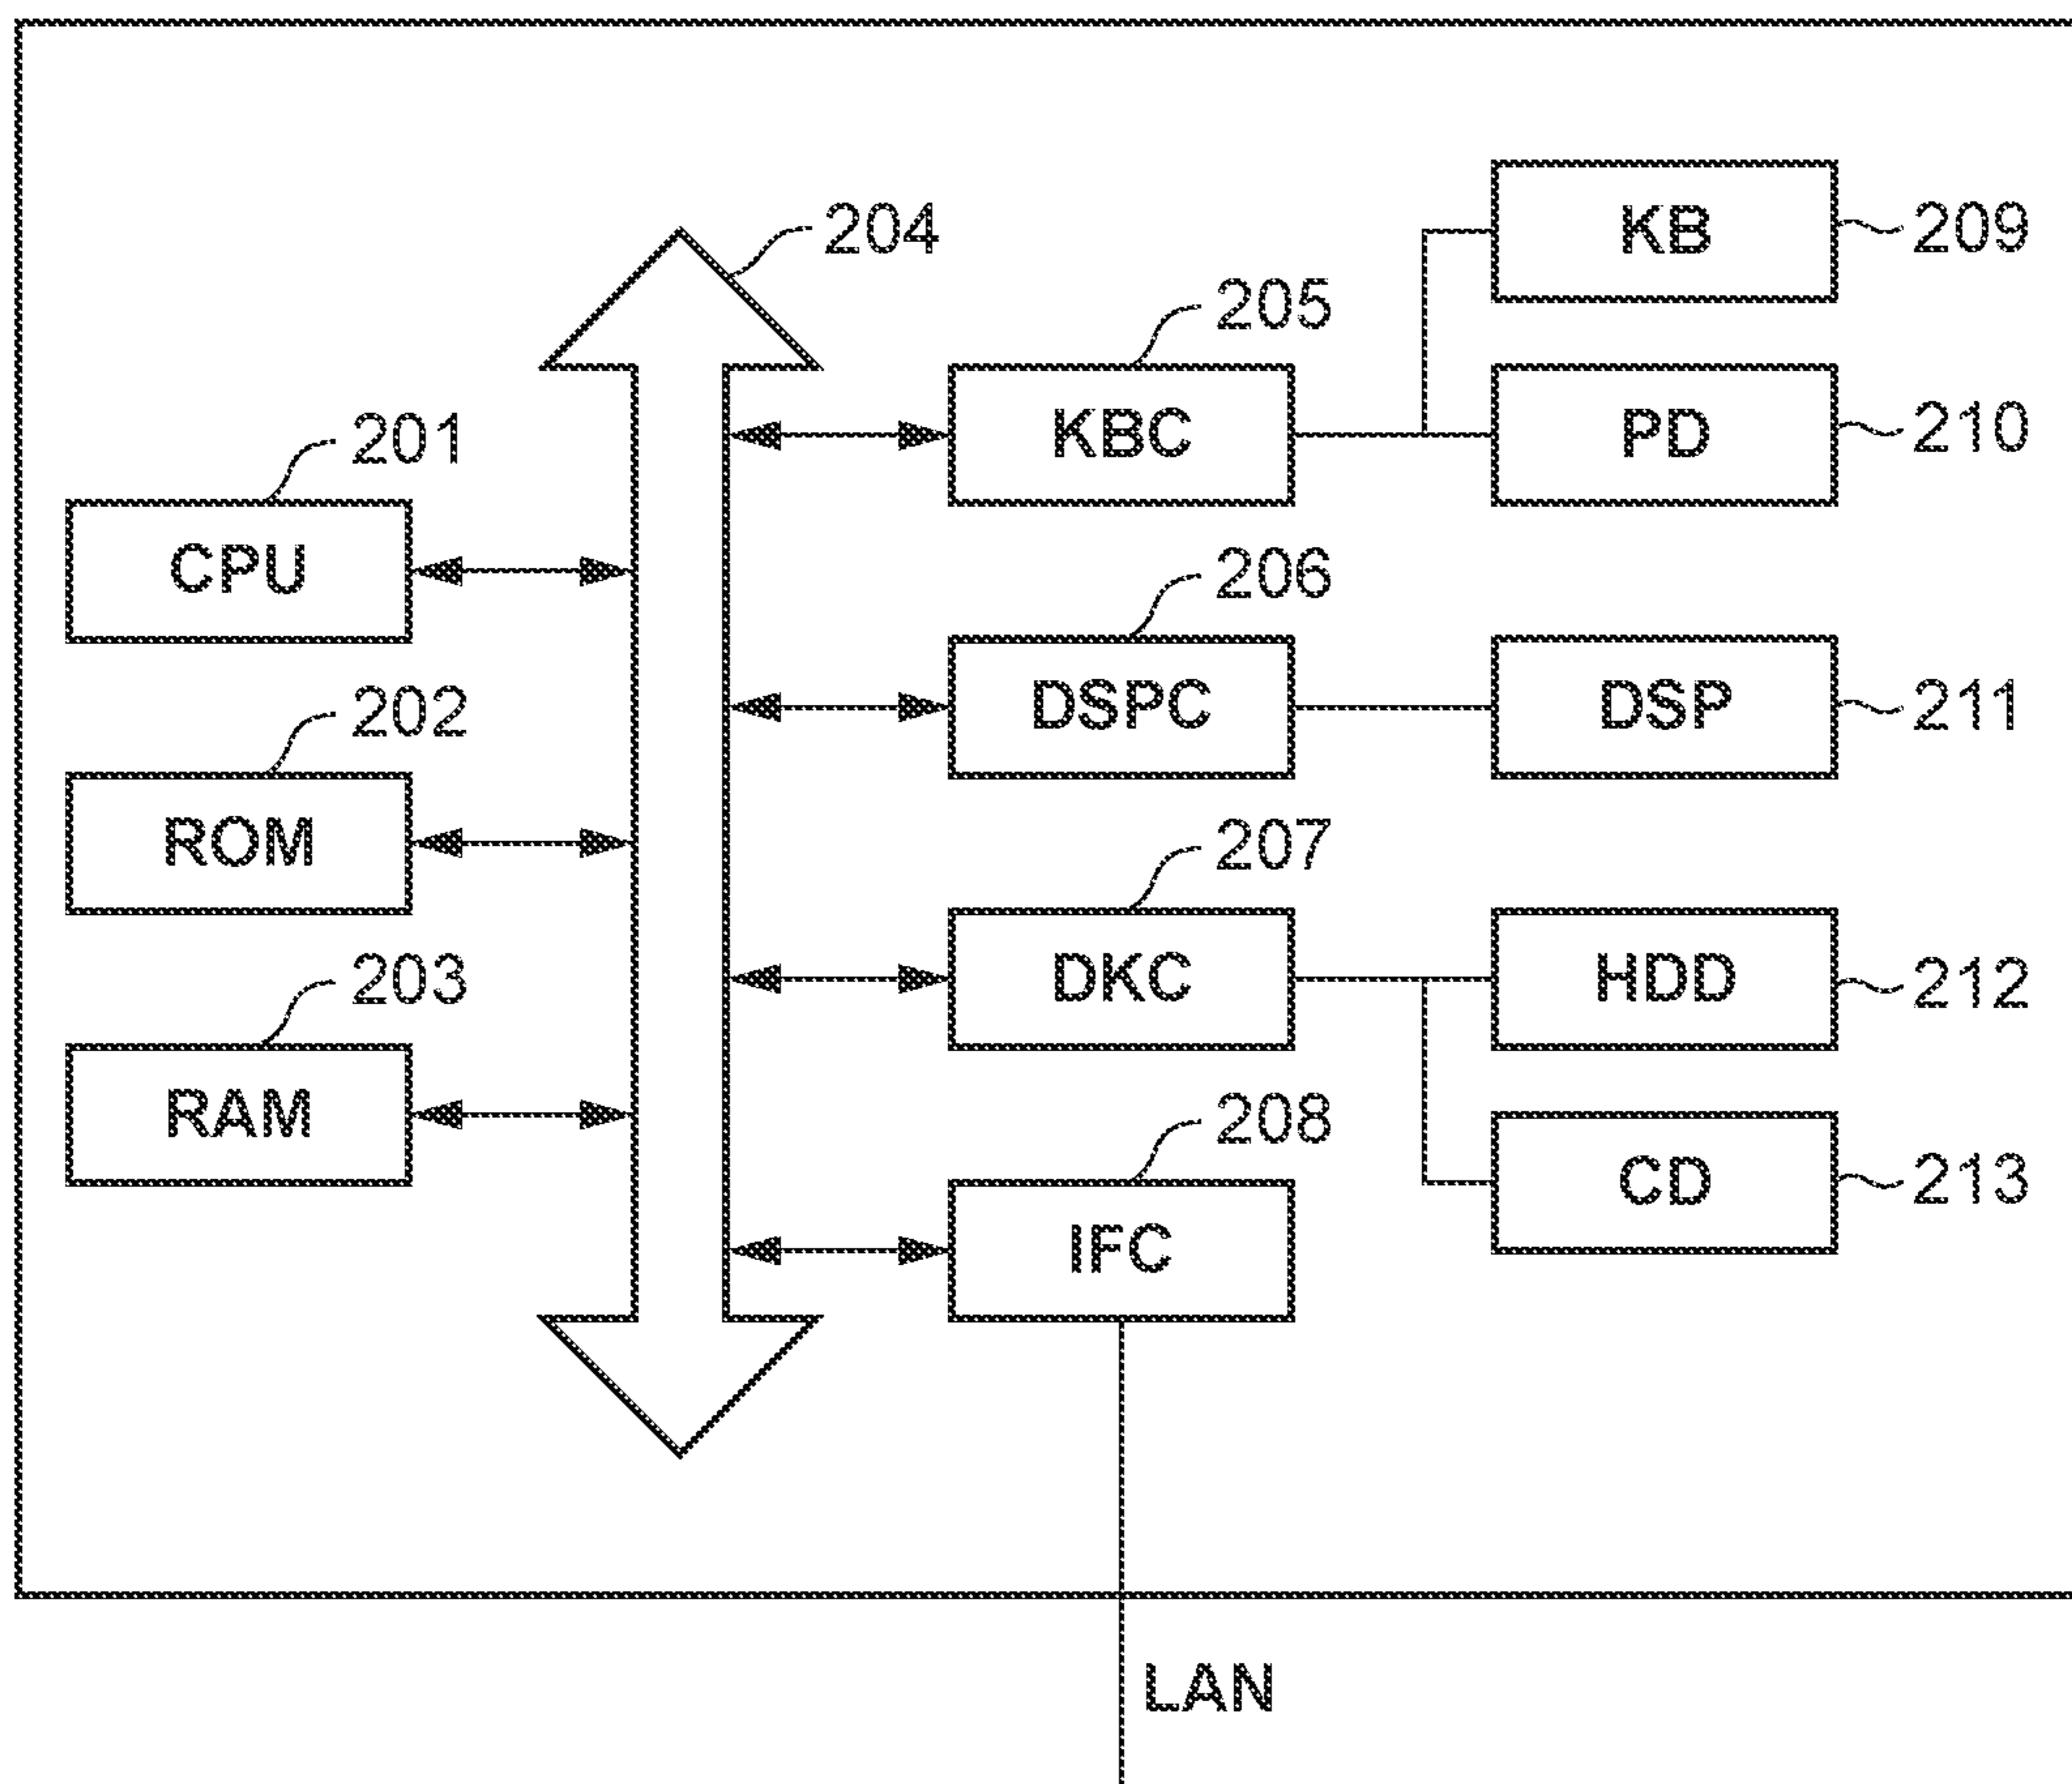 KB
209
204
205
KBC
PD
210
201
CPU
206
DSPC
DSP
211
202
ROM
207
DKC
HDD
212
203
RAM
208
IFC
CD
213
LAN